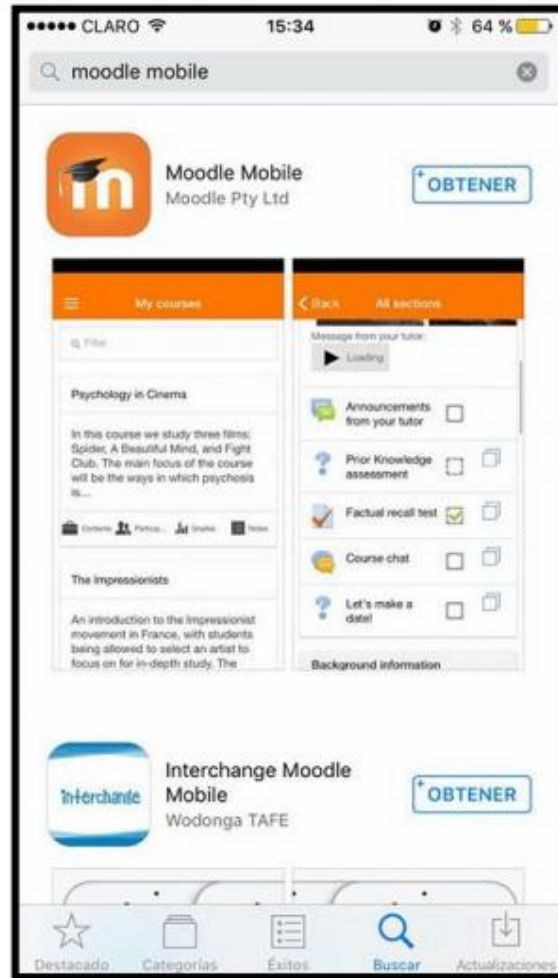 CLARO 15:34 64 %
moodle mobile
Moodle Mobile
Moodle Pty Ltd
OBTENER
My courses
Filter
Psychology in Cinema
In this course we study three films:
Spider, A Beautiful Mind, and Fight
Club. The main focus of the course
will be the ways in which psychosis
is...
Contents Particip... Grades Notes
The Impressionists
An introduction to the Impressionist
movement in France, with students
being allowed to select an artist to
focus on for in-depth study. The
Back All sections
Message from your tutor:
Loading
Announcements
from your tutor
Prior Knowledge
assessment
Factual recall test
Course chat
Let's make a
date!
Background information
interchange
Interchange Moodle
Mobile
Wodonga TAFE
OBTENER
Destacado Categorías Éxitos Buscar Actualizaciones